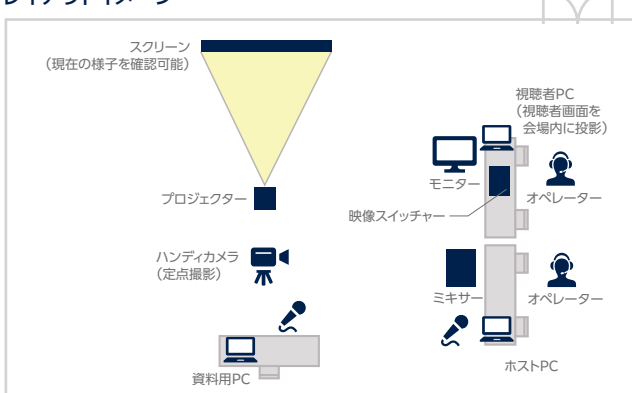 レイアウトイメージ
スクリーン
（現在の様子を確認可能）
視聴者PC
（視聴者画面を
会場内に投影）
モニター
オペレーター
プロジェクター
映像スイッチャー
ハンディカメラ
（定点撮影）
ミキサー
オペレーター
ホストPC
資料用PC